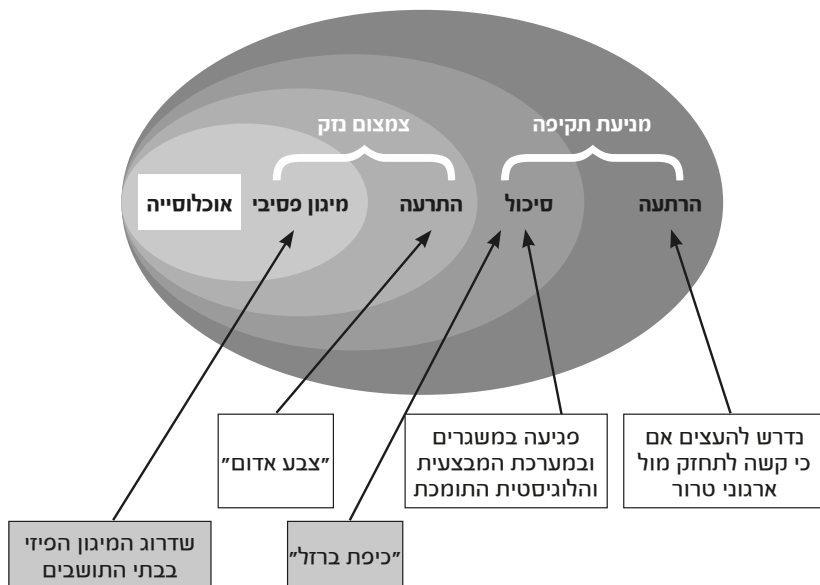 מניעת תקיפה
צמצום נזק
הרתעה
סיכול
התרעה
מיגון פסיבי
אוכלוסייה
נדרש להעצים אם
כי קשה לתחזק מול
ארגוני טרור
פגיעה במשגרים
ובמערכת המבצעית
והלוגיסטית התומכת
"צבע אדום"
"כיפת ברזל"
שדרוג המיגון הפיזי
בבתי התושבים